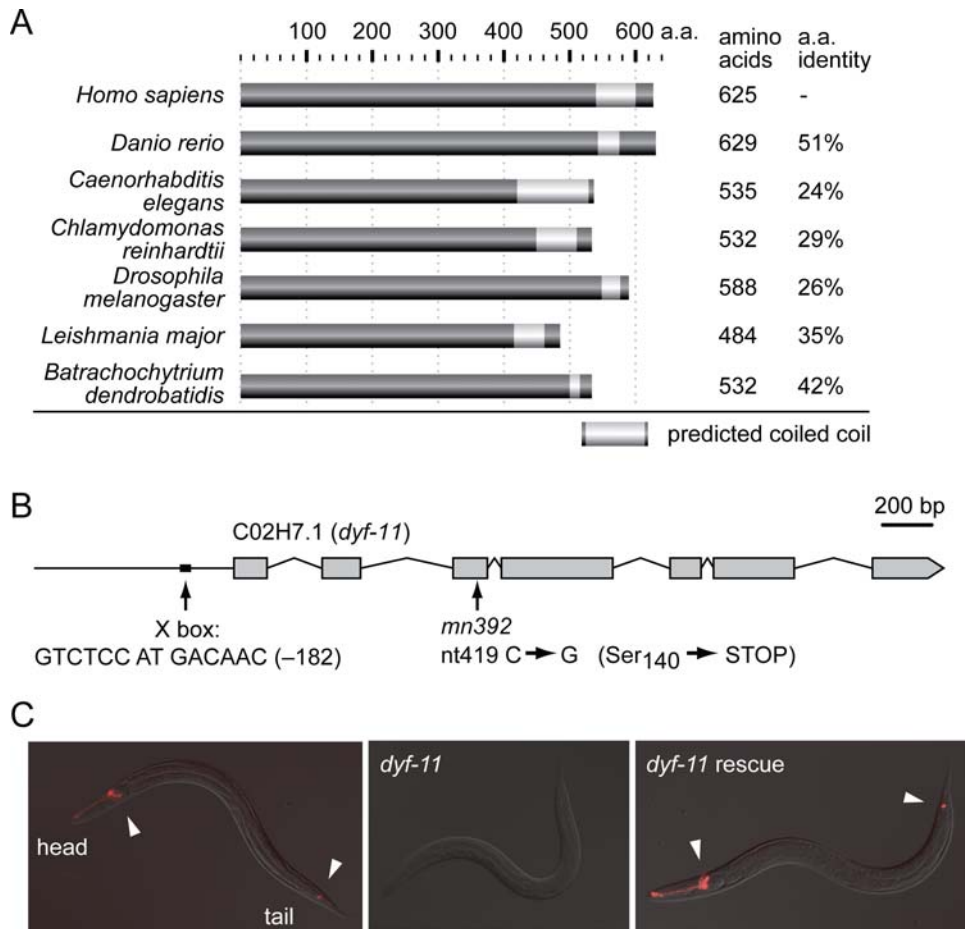 A
100 200 300 400 500 600 a.a.
amino acids
a.a. identity
Homo sapiens 625 -
Danio rerio 629 51%
Caenorhabditis
elegans 535 24%
Chlamydomonas
reinhardtii 532 29%
Drosophila
melanogaster 588 26%
Leishmania major 484 35%
Batrachochytrium
dendrobatidis 532 42%
predicted coiled coil
B
200 bp
C02H7.1 (dyf-11)
X box:
GTCTCC AT GACAAC (–182)
mn392
nt419 C G (Ser140 STOP)
C
head
tail
dyf-11
dyf-11 rescue